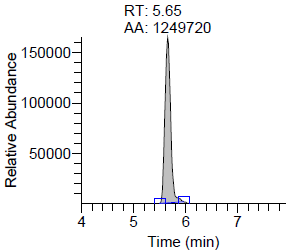 RT: 5.65
AA: 1249720
Relative Abundance
150000
100000
50000
4 5 6 7
Time (min)